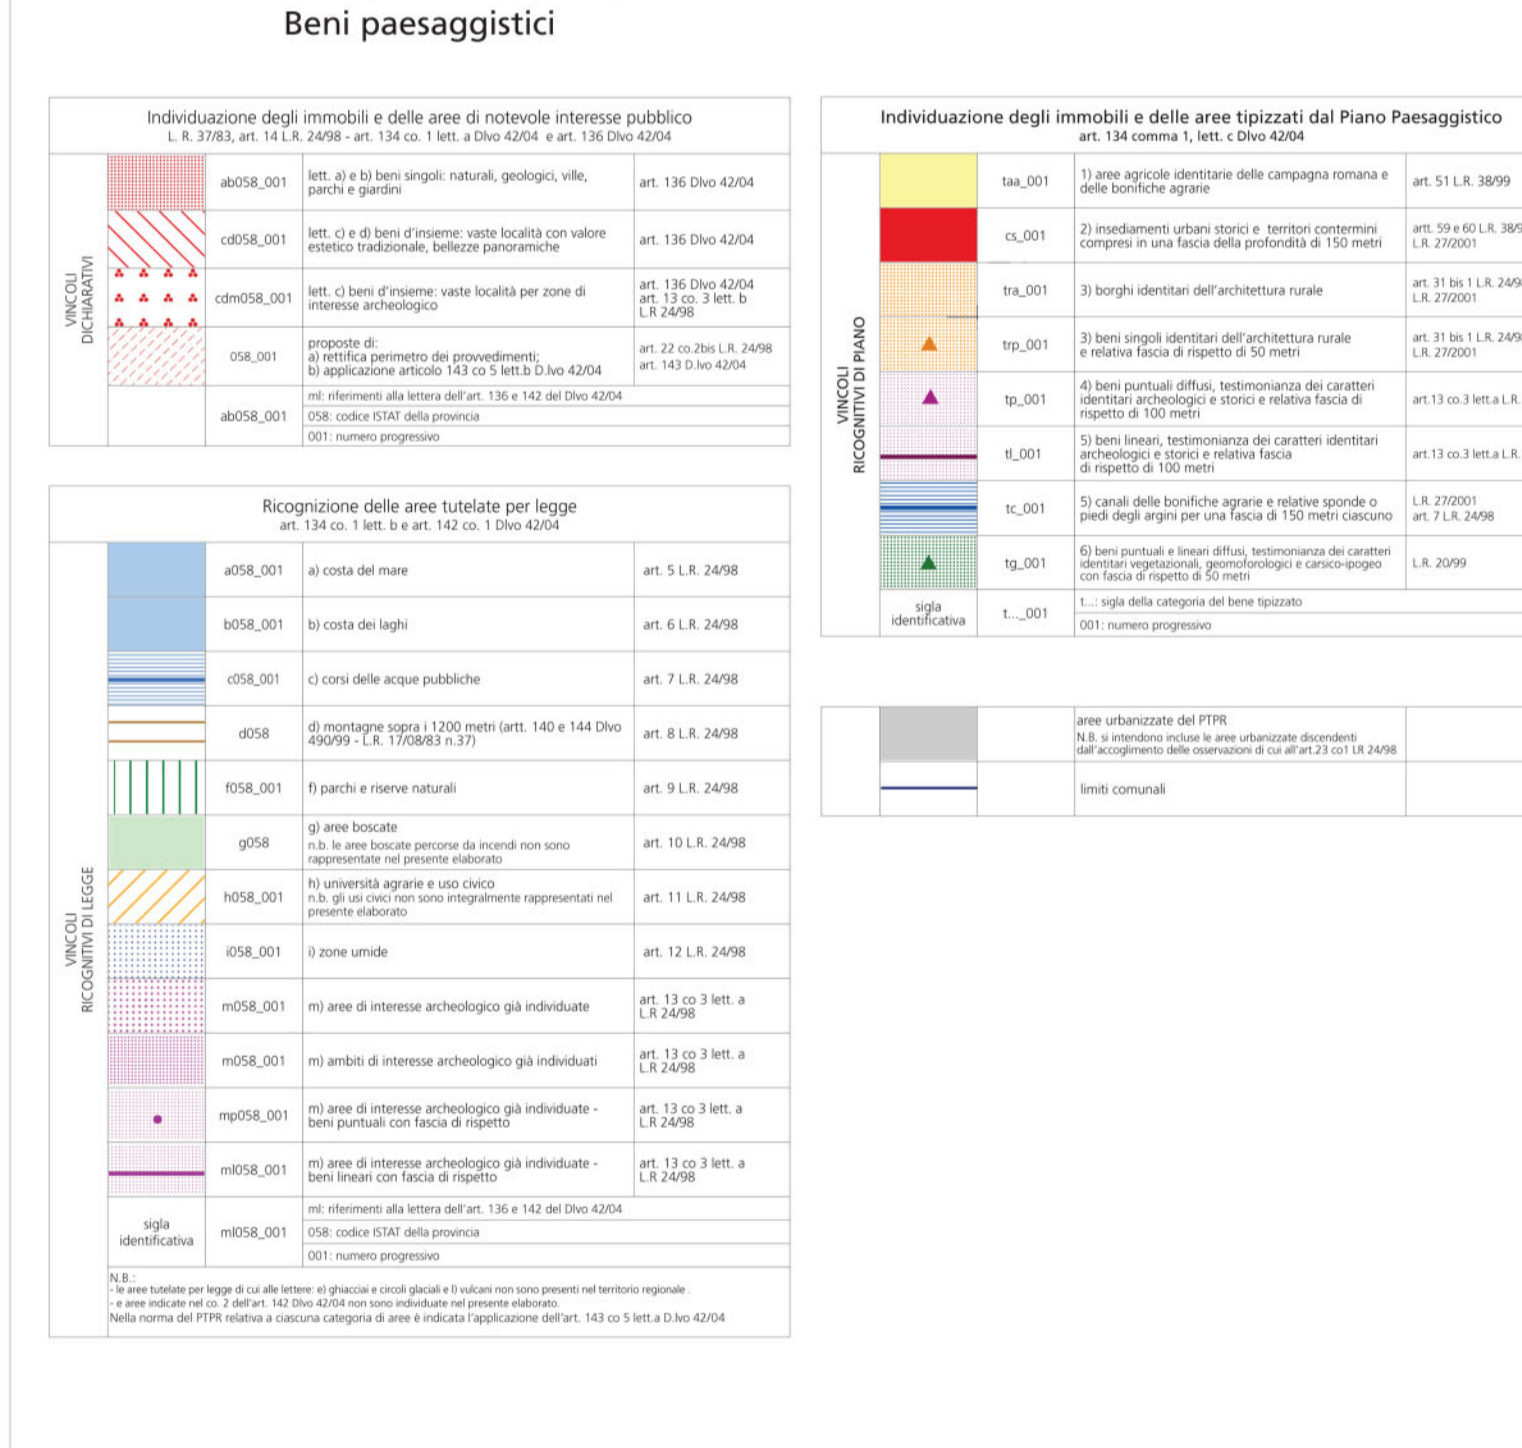 Beni paesaggistici
Individuazione degli immobili e delle aree di notevole interesse pubblico
L. R. 37/83, art. 14 L.R. 24/98 - art. 134 co. 1 lett. a Dlvo 42/04 e art. 136 Dlvo 42/04
VINCOLI
DICHIARATIVI
ab058_001
lett. a) e b) beni singoli: naturali, geologici, ville,
parchi e giardini
art. 136 Dlvo 42/04
cd058_001
lett. c) e d) beni d'insieme: vaste località con valore
estetico tradizionale, bellezze panoramiche
art. 136 Dlvo 42/04
cdm058_001
lett. c) beni d'insieme: vaste località per zone di
interesse archeologico
art. 136 Dlvo 42/04
art. 13 co. 3 lett. b
L.R 24/98
058_001
proposte di:
a) rettifica perimetro dei provvedimenti;
b) applicazione articolo 143 co 5 lett.b D.lvo 42/04
art. 22 co.2bis L.R. 24/98
art. 143 D.lvo 42/04
ab058_001
ml: riferimenti alla lettera dell'art. 136 e 142 del Dlvo 42/04
058: codice ISTAT della provincia
001: numero progressivo
Ricognizione delle aree tutelate per legge
art. 134 co. 1 lett. b e art. 142 co. 1 Dlvo 42/04
VINCOLI
RICOGNITIVI DI LEGGE
a058_001
a) costa del mare
art. 5 L.R. 24/98
b058_001
b) costa dei laghi
art. 6 L.R. 24/98
c058_001
c) corsi delle acque pubbliche
art. 7 L.R. 24/98
d058
d) montagne sopra i 1200 metri (artt. 140 e 144 Dlvo
490/99 - L.R. 17/08/83 n.37)
art. 8 L.R. 24/98
f058_001
f) parchi e riserve naturali
art. 9 L.R. 24/98
g058
g) aree boscate
n.b. le aree boscate percorse da incendi non sono
rappresentate nel presente elaborato
art. 10 L.R. 24/98
h058_001
h) università agrarie e uso civico
n.b. gli usi civici non sono integralmente rappresentati nel
presente elaborato
art. 11 L.R. 24/98
i058_001
i) zone umide
art. 12 L.R. 24/98
m058_001
m) aree di interesse archeologico già individuate
art. 13 co 3 lett. a
L.R 24/98
m058_001
m) ambiti di interesse archeologico già individuati
art. 13 co 3 lett. a
L.R 24/98
mp058_001
m) aree di interesse archeologico già individuate -
beni puntuali con fascia di rispetto
art. 13 co 3 lett. a
L.R 24/98
ml058_001
m) aree di interesse archeologico già individuate -
beni lineari con fascia di rispetto
art. 13 co 3 lett. a
L.R 24/98
sigla
identificativa
ml058_001
ml: riferimenti alla lettera dell'art. 136 e 142 del Dlvo 42/04
058: codice ISTAT della provincia
001: numero progressivo
N.B.:
- le aree tutelate per legge di cui alle lettere: e) ghiacciai e circoli glaciali e l) vulcani non sono presenti nel territorio regionale .
- e aree indicate nel co. 2 dell'art. 142 Dlvo 42/04 non sono individuate nel presente elaborato.
Nella norma del PTPR relativa a ciascuna categoria di aree è indicata l'applicazione dell'art. 143 co 5 lett.a D.lvo 42/04
Individuazione degli immobili e delle aree tipizzati dal Piano Paesaggistico
art. 134 comma 1, lett. c Dlvo 42/04
VINCOLI
RICOGNITIVI DI PIANO
taa_001
1) aree agricole identitarie delle campagna romana e
delle bonifiche agrarie
art. 51 L.R. 38/99
cs_001
2) insediamenti urbani storici e territori contermini
compresi in una fascia della profondità di 150 metri
artt. 59 e 60 L.R. 38/9
L.R. 27/2001
tra_001
3) borghi identitari dell'architettura rurale
art. 31 bis 1 L.R. 24/9
L.R. 27/2001
trp_001
3) beni singoli identitari dell'architettura rurale
e relativa fascia di rispetto di 50 metri
art. 31 bis 1 L.R. 24/9
L.R. 27/2001
tp_001
4) beni puntuali diffusi, testimonianza dei caratteri
identitari archeologici e storici e relativa fascia di
rispetto di 100 metri
art.13 co.3 lett.a L.R.
tl_001
5) beni lineari, testimonianza dei caratteri identitari
archeologici e storici e relativa fascia
di rispetto di 100 metri
art.13 co.3 lett.a L.R.
tc_001
5) canali delle bonifiche agrarie e relative sponde o
piedi degli argini per una fascia di 150 metri ciascuno
L.R. 27/2001
art. 7 L.R. 24/98
tg_001
6) beni puntuali e lineari diffusi, testimonianza dei caratteri
identitari vegetazionali, geomoforologici e carsico-ipogeo
con fascia di rispetto di 50 metri
L.R. 20/99
sigla
identificativa
t..._001
t...: sigla della categoria del bene tipizzato
001: numero progressivo
aree urbanizzate del PTPR
N.B. si intendono incluse le aree urbanizzate discendenti
dall'accoglimento delle osservazioni di cui all'art.23 co1 LR 24/98
limiti comunali